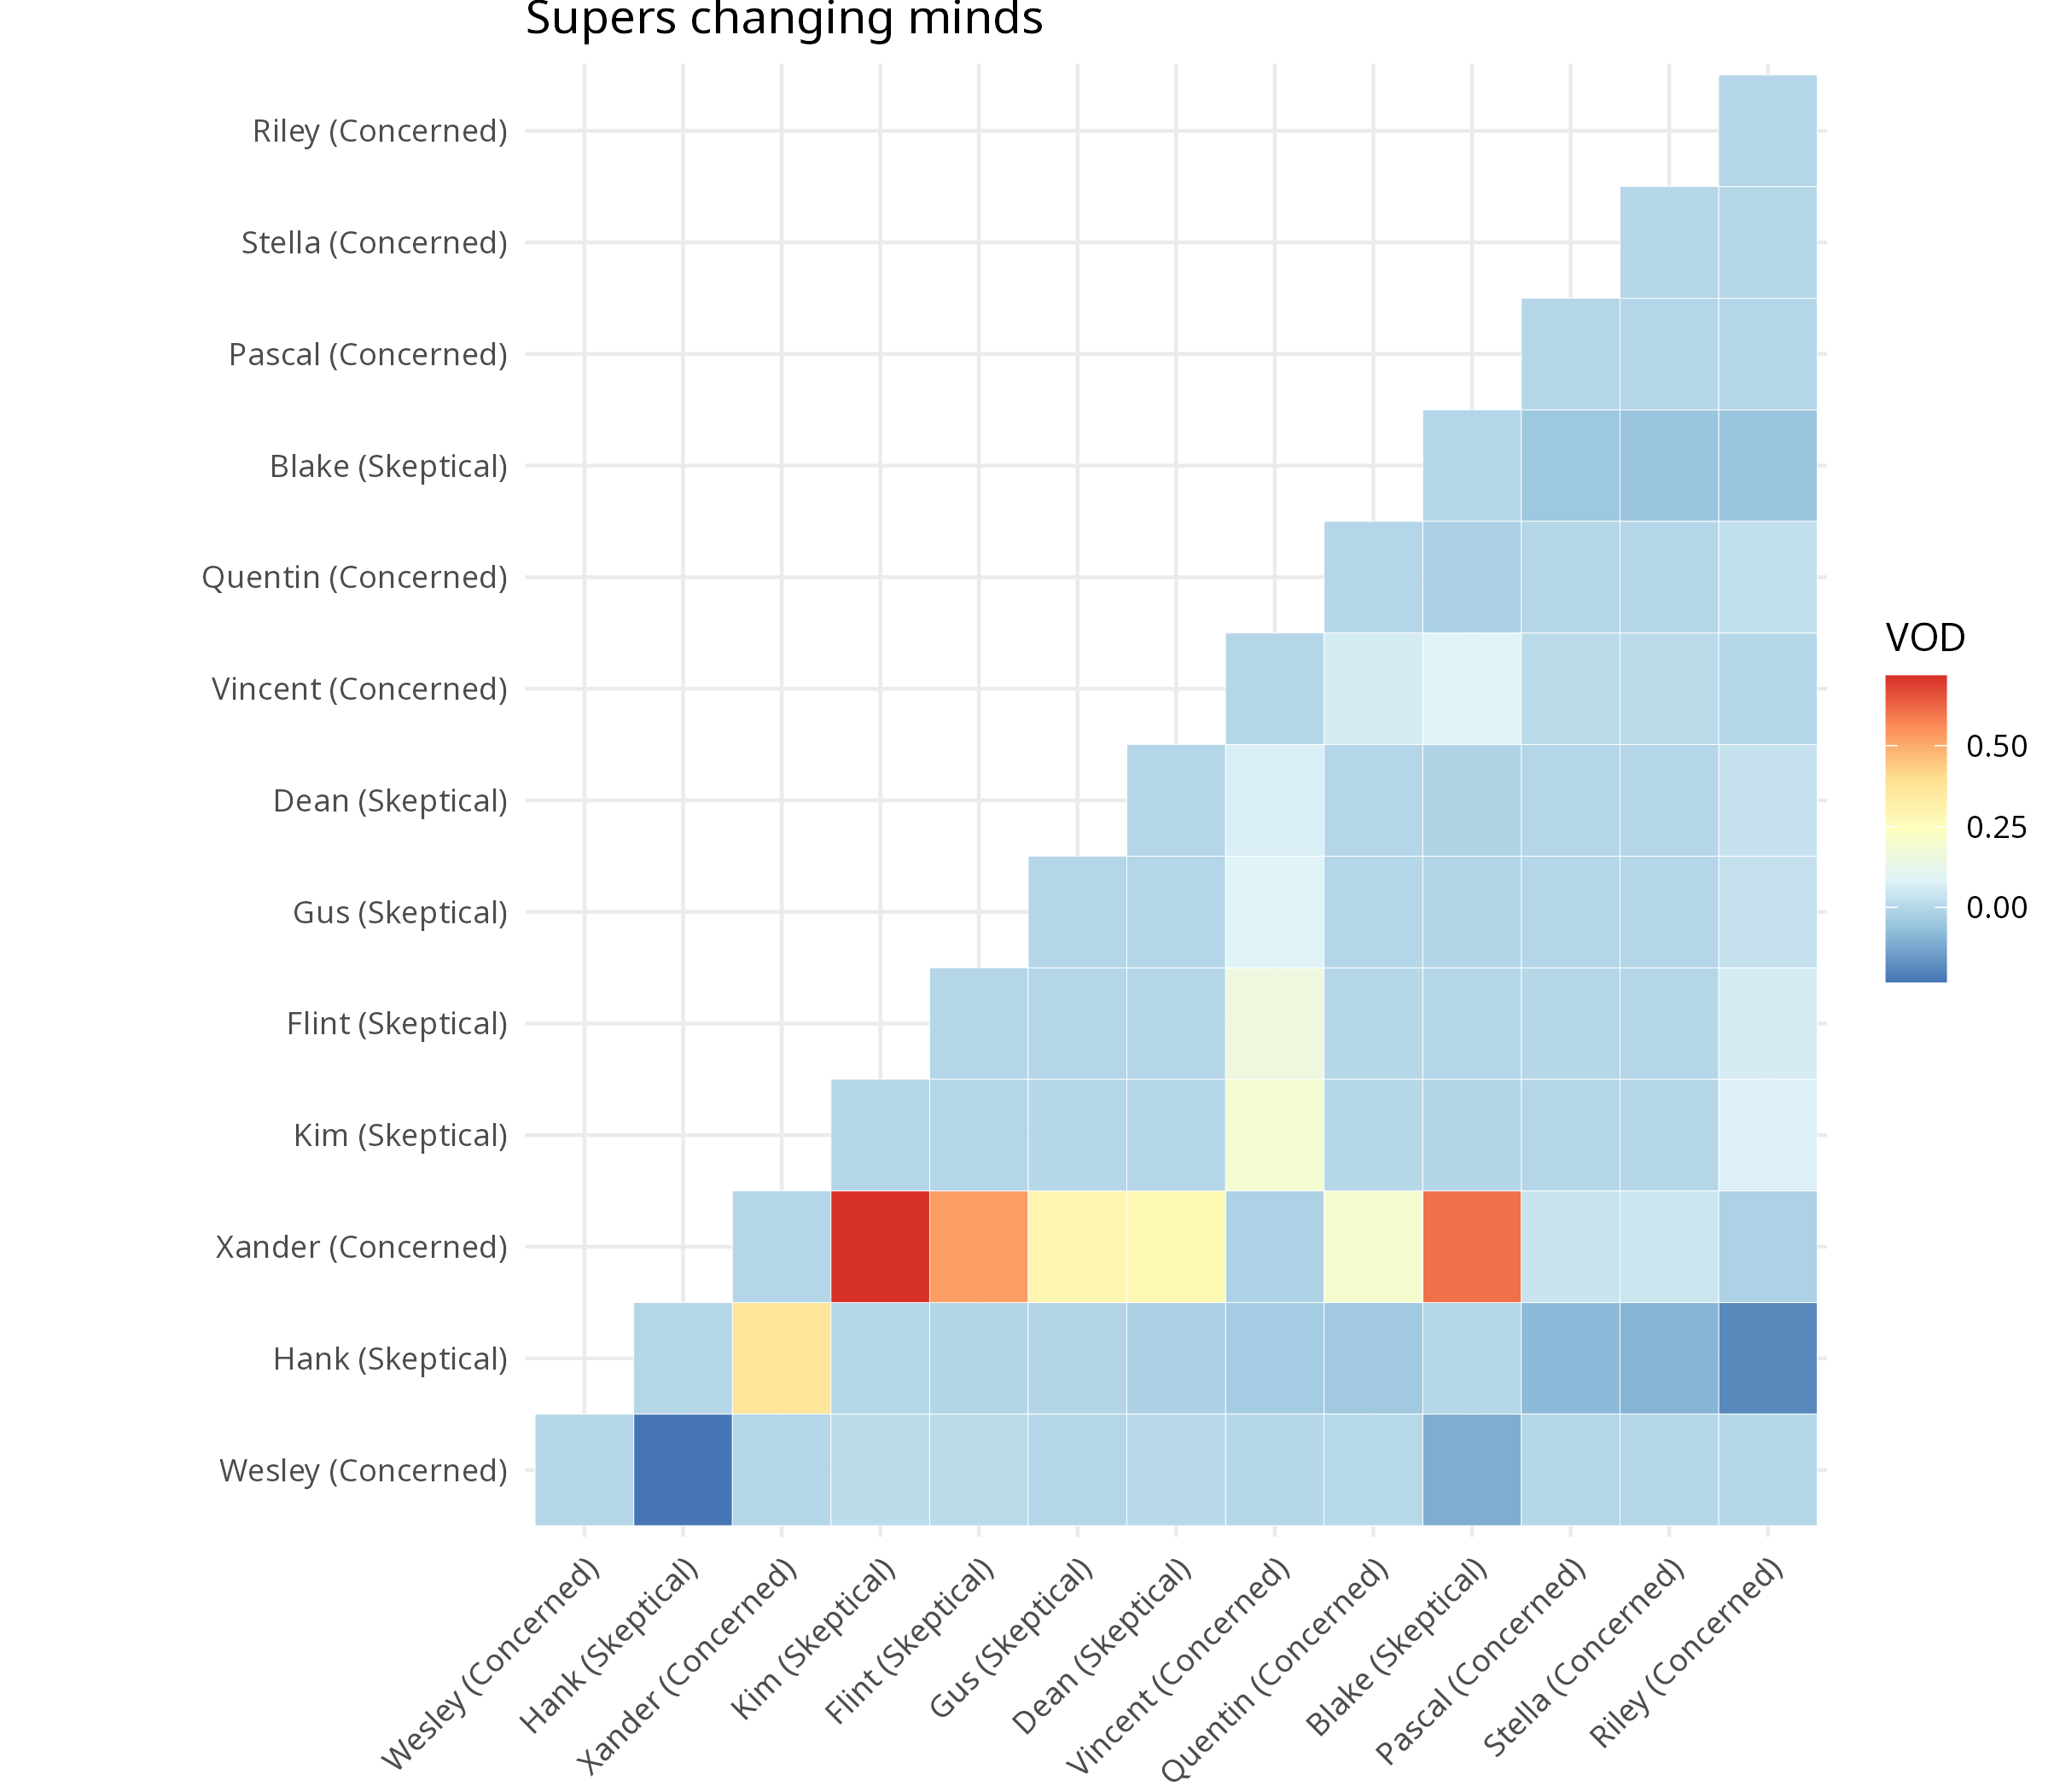 Supers changing minds
Riley (Concerned)
Stella (Concerned)
Pascal (Concerned)
Blake (Skeptical)
Quentin (Concerned)
Vincent (Concerned)
Dean (Skeptical)
Gus (Skeptical)
Flint (Skeptical)
Kim (Skeptical)
Xander (Concerned)
Hank (Skeptical)
Wesley (Concerned)
VOD
0.50
0.25
0.00
Wesley (Concerned)
Hank (Skeptical)
Xander (Concerned)
Kim (Skeptical)
Flint (Skeptical)
Gus (Skeptical)
Dean (Skeptical)
Vincent (Concerned)
Quentin (Concerned)
Blake (Skeptical)
Pascal (Concerned)
Stella (Concerned)
Riley (Concerned)